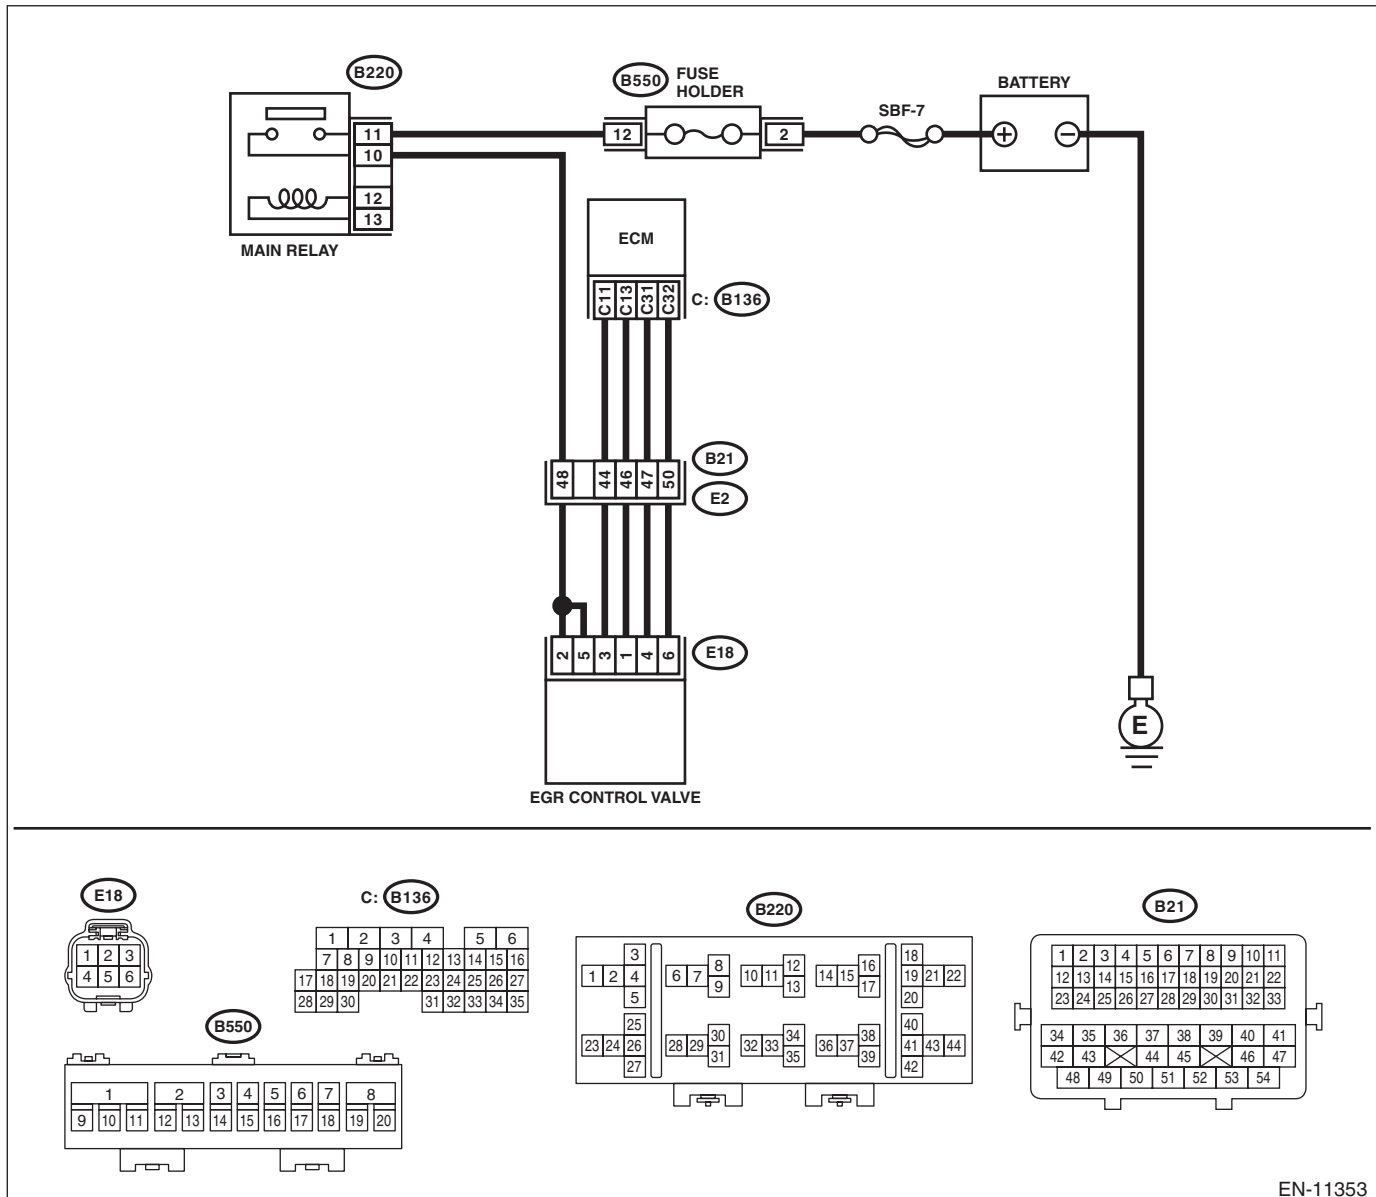 B220
B550 FUSE HOLDER
SBF-7
BATTERY
11
10
12
13
12
2
+
−
MAIN RELAY
ECM
C11 C13 C31 C32
C: B136
48 44 46 47 50
B21
E2
2 5 3 1 4 6
E18
EGR CONTROL VALVE
E
E18
1 2 3
4 5 6
C: B136
1 2 3 4 5 6
7 8 9 10 11 12 13 14 15 16
17 18 19 20 21 22 23 24 25 26 27
28 29 30 31 32 33 34 35
B220
3 8 12 16 18
1 2 4 6 7 10 11 14 15 19 21 22
5 9 13 17 20
25 30 34 38 40
23 24 26 28 29 32 33 36 37 41 43 44
27 31 35 39 42
B21
1 2 3 4 5 6 7 8 9 10 11
12 13 14 15 16 17 18 19 20 21 22
23 24 25 26 27 28 29 30 31 32 33
34 35 36 37 38 39 40 41
42 43 44 45 46 47
48 49 50 51 52 53 54
B550
1 2 3 4 5 6 7 8
9 10 11 12 13 14 15 16 17 18 19 20
EN-11353